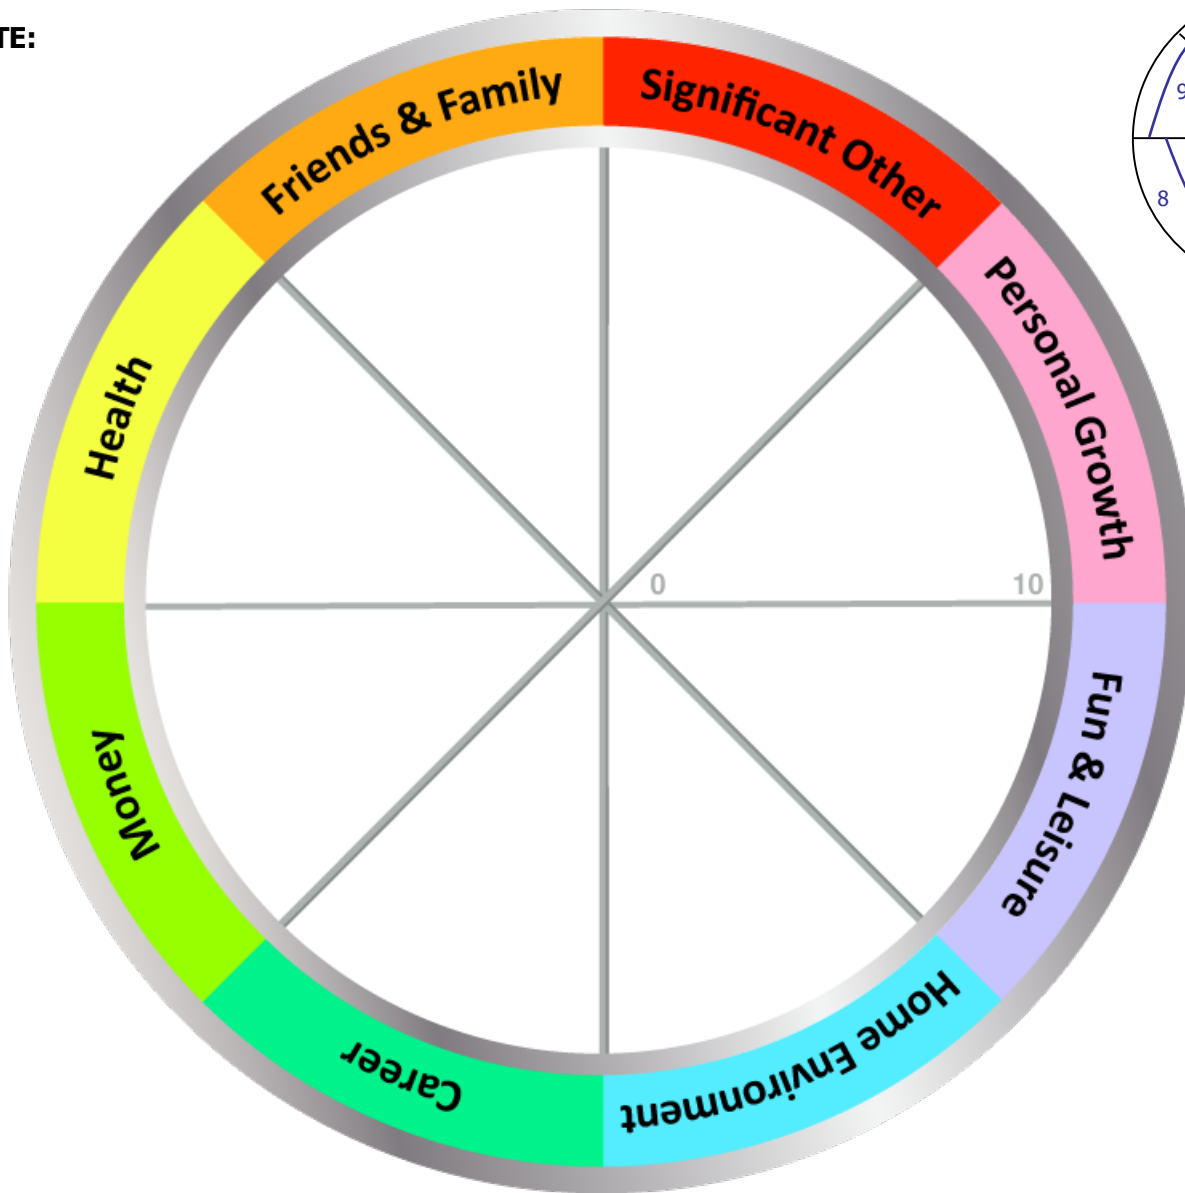 TE:
Friends & Family
Significant Other
Personal Growth
Fun & Leisure
Home Environment
Career
Money
Health
0
10
9
8